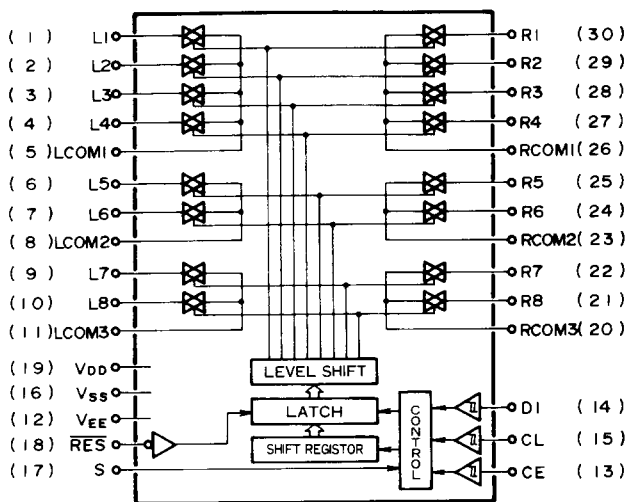 (1) L1 R1 (30)
(2) L2 R2 (29)
(3) L3 R3 (28)
(4) L4 R4 (27)
(5) LCOM1 RCOM1 (26)
(6) L5 R5 (25)
(7) L6 R6 (24)
(8) LCOM2 RCOM2 (23)
(9) L7 R7 (22)
(10) L8 R8 (21)
(11) LCOM3 RCOM3 (20)
(19) VDD
LEVEL SHIFT
(16) VSS
(12) VEE
LATCH
DI (14)
(18) RES
SHIFT REGISTOR
CONTROL
CL (15)
(17) S
CE (13)